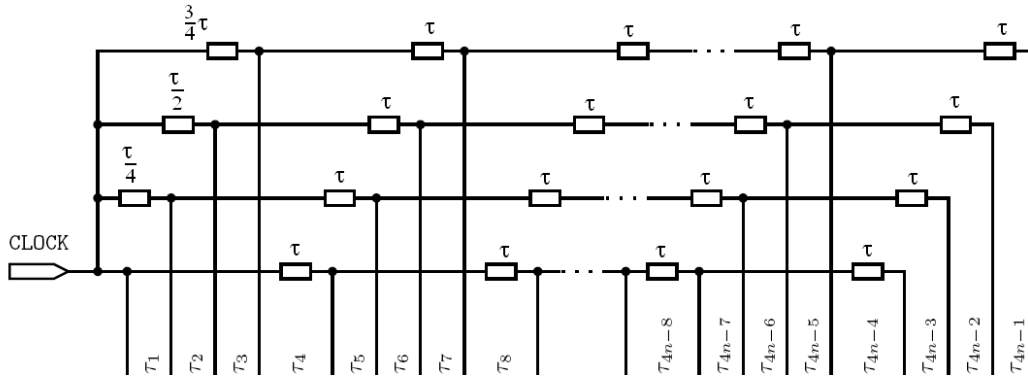 3/4 τ τ τ ... τ τ
τ/2 τ τ ... τ τ
τ/4 τ τ ... τ τ
CLOCK τ τ ... τ τ
τ₁ τ₂ τ₃ τ₄ τ₅ τ₆ τ₇ τ₈ τ₄ₙ₋₈ τ₄ₙ₋₇ τ₄ₙ₋₆ τ₄ₙ₋₅ τ₄ₙ₋₄ τ₄ₙ₋₃ τ₄ₙ₋₂ τ₄ₙ₋₁